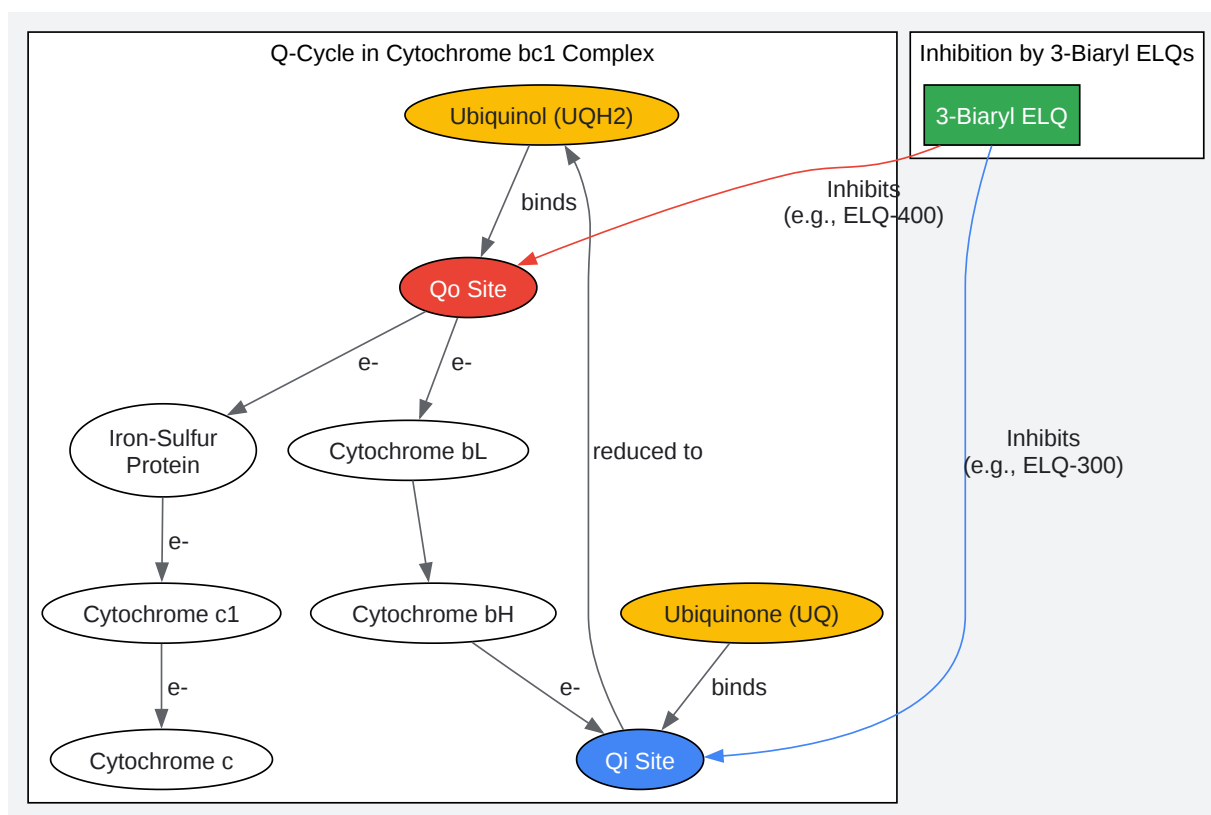 Q-Cycle in Cytochrome bc1 Complex
Inhibition by 3-Biaryl ELQs
Ubiquinol (UQH2)
3-Biaryl ELQ
binds
Inhibits
(e.g., ELQ-400)
Qo Site
e-
e-
Iron-Sulfur
Protein
Cytochrome bL
reduced to
Inhibits
(e.g., ELQ-300)
e-
Cytochrome c1
Cytochrome bH
Ubiquinone (UQ)
e-
e-
binds
Cytochrome c
Qi Site